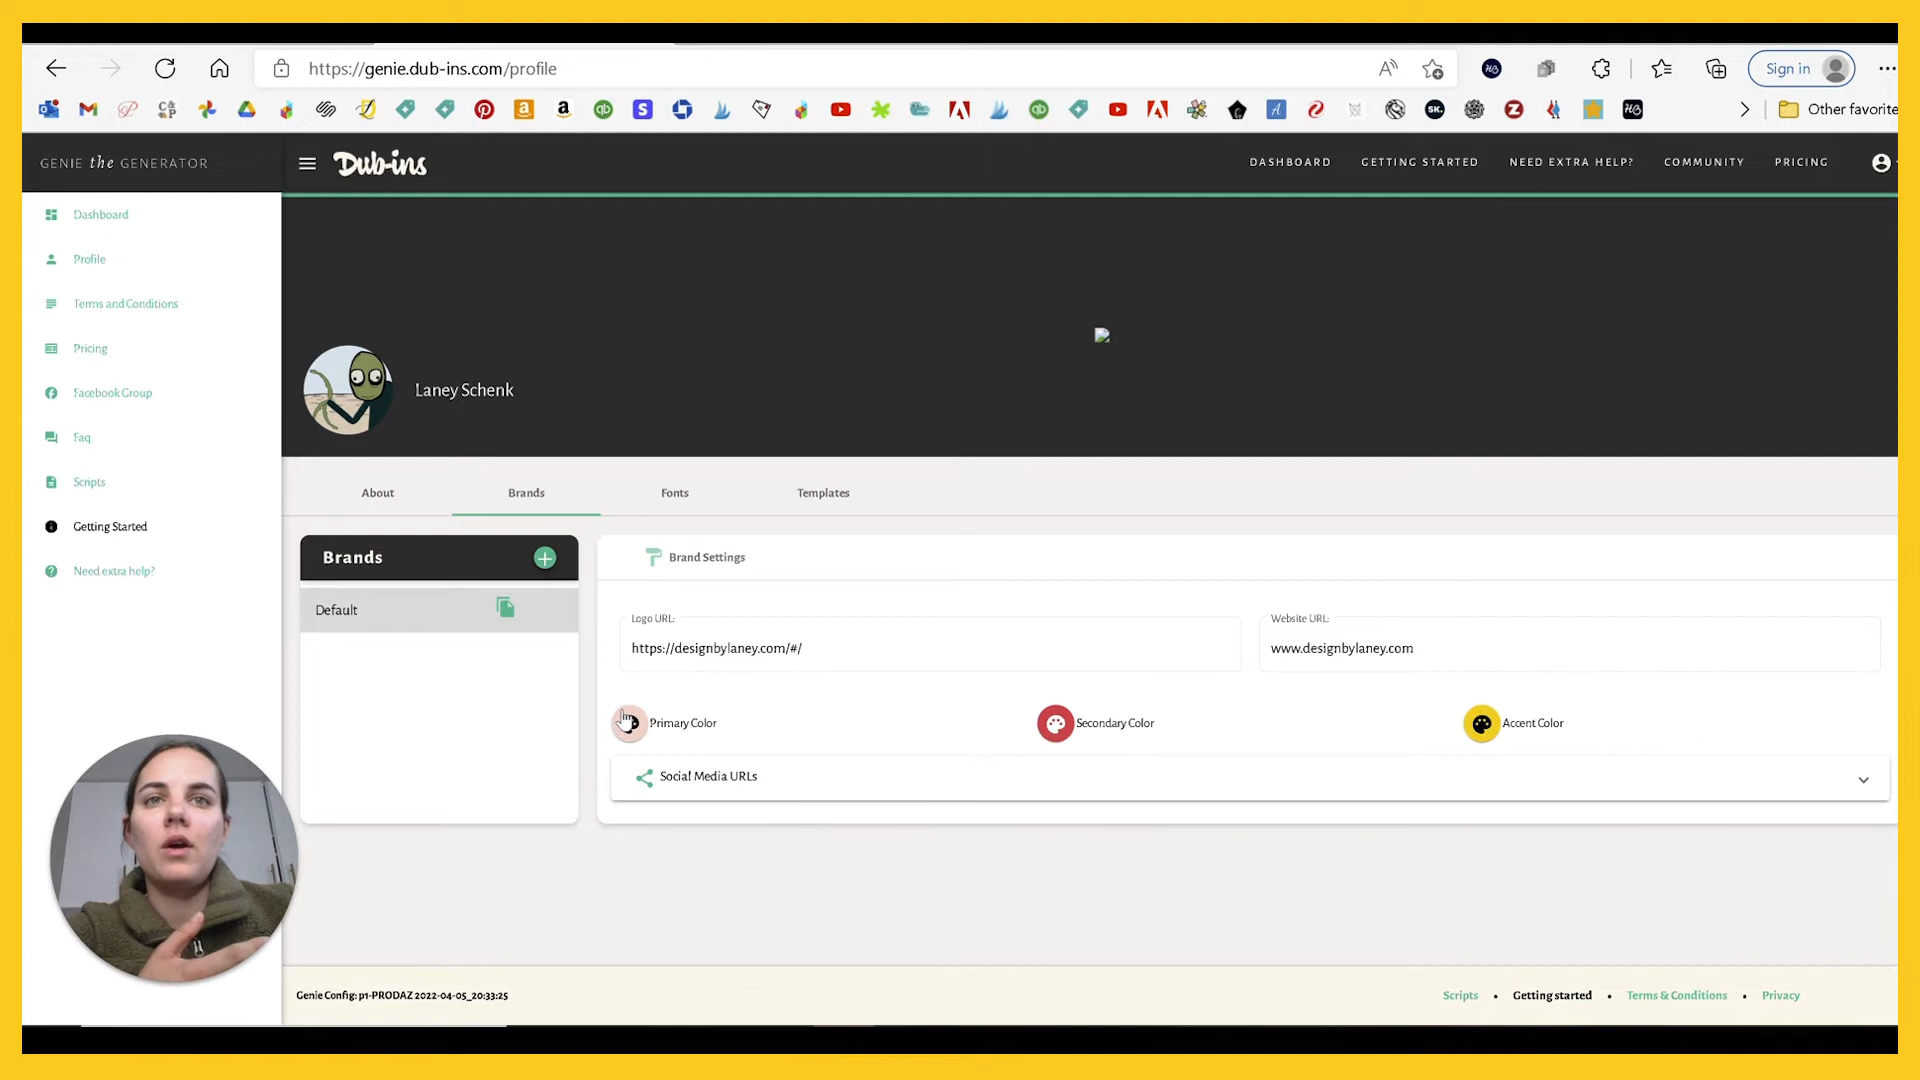 https://genie.dub-ins.com/profile
Sign in
Other favorite
GENIE the GENERATOR
Dub-ins
DASHBOARD
GETTING STARTED
NEED EXTRA HELP?
COMMUNITY
PRICING
Dashboard
Profile
Terms and Conditions
Pricing
Facebook Group
Faq
Scripts
Getting Started
Need extra help?
Laney Schenk
About
Brands
Fonts
Templates
Brands
Default
Brand Settings
Logo URL:
https://designbylaney.com/#/
Website URL:
www.designbylaney.com
Primary Color
Secondary Color
Accent Color
Social Media URLs
Genie Config: p1-PRODAZ 2022-04-05_20:33:25
Scripts • Getting started • Terms & Conditions • Privacy